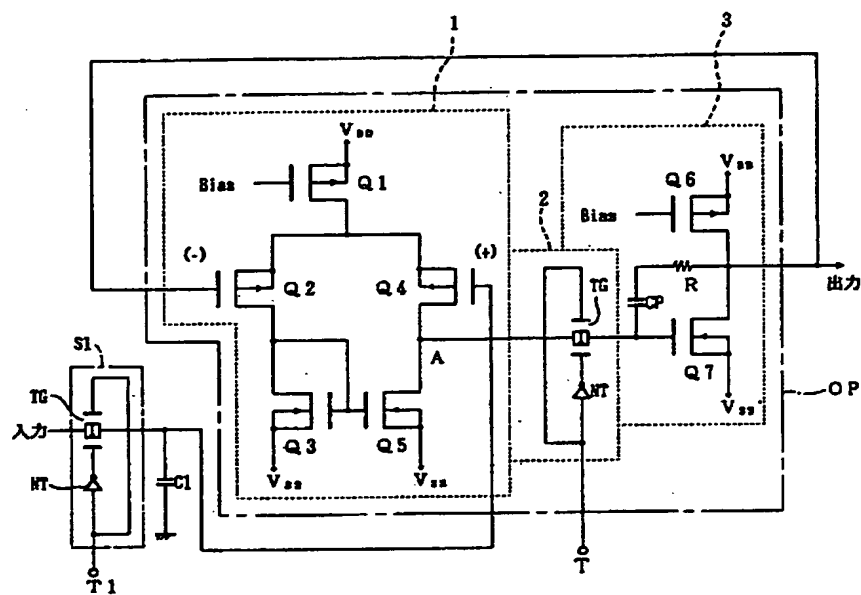 1
3
Vss
Vss
Bias
Q1
Q6
2
Bias
(-)
(+)
Q2
Q4
TG
R
出力
CP
A
S1
NT
Q7
OP
TG
Vss
入力
Q3
Q5
Vss
Vss
NT
C1
T1
T